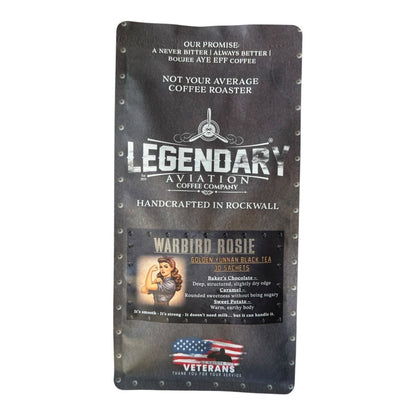 OUR PROMISE:
A NEVER BITTER | ALWAYS BETTER |
BOUJEE AYE EFF COFFEE
NOT YOUR AVERAGE
COFFEE ROASTER
LEGENDARY
AVIATION
COFFEE COMPANY
HANDCRAFTED IN ROCKWALL
WARBIRD ROSIE
GOLDEN YUNNAN BLACK TEA
30 SACHETS
Baker's Chocolate -
Deep, structured, slightly dry edge
Caramel -
Rounded sweetness without being sugary
Sweet Potato -
Warm, earthy body
It's smooth - It's strong - It doesn't need milk... but it can handle it.
VETERANS
THANK YOU FOR YOUR SERVICE